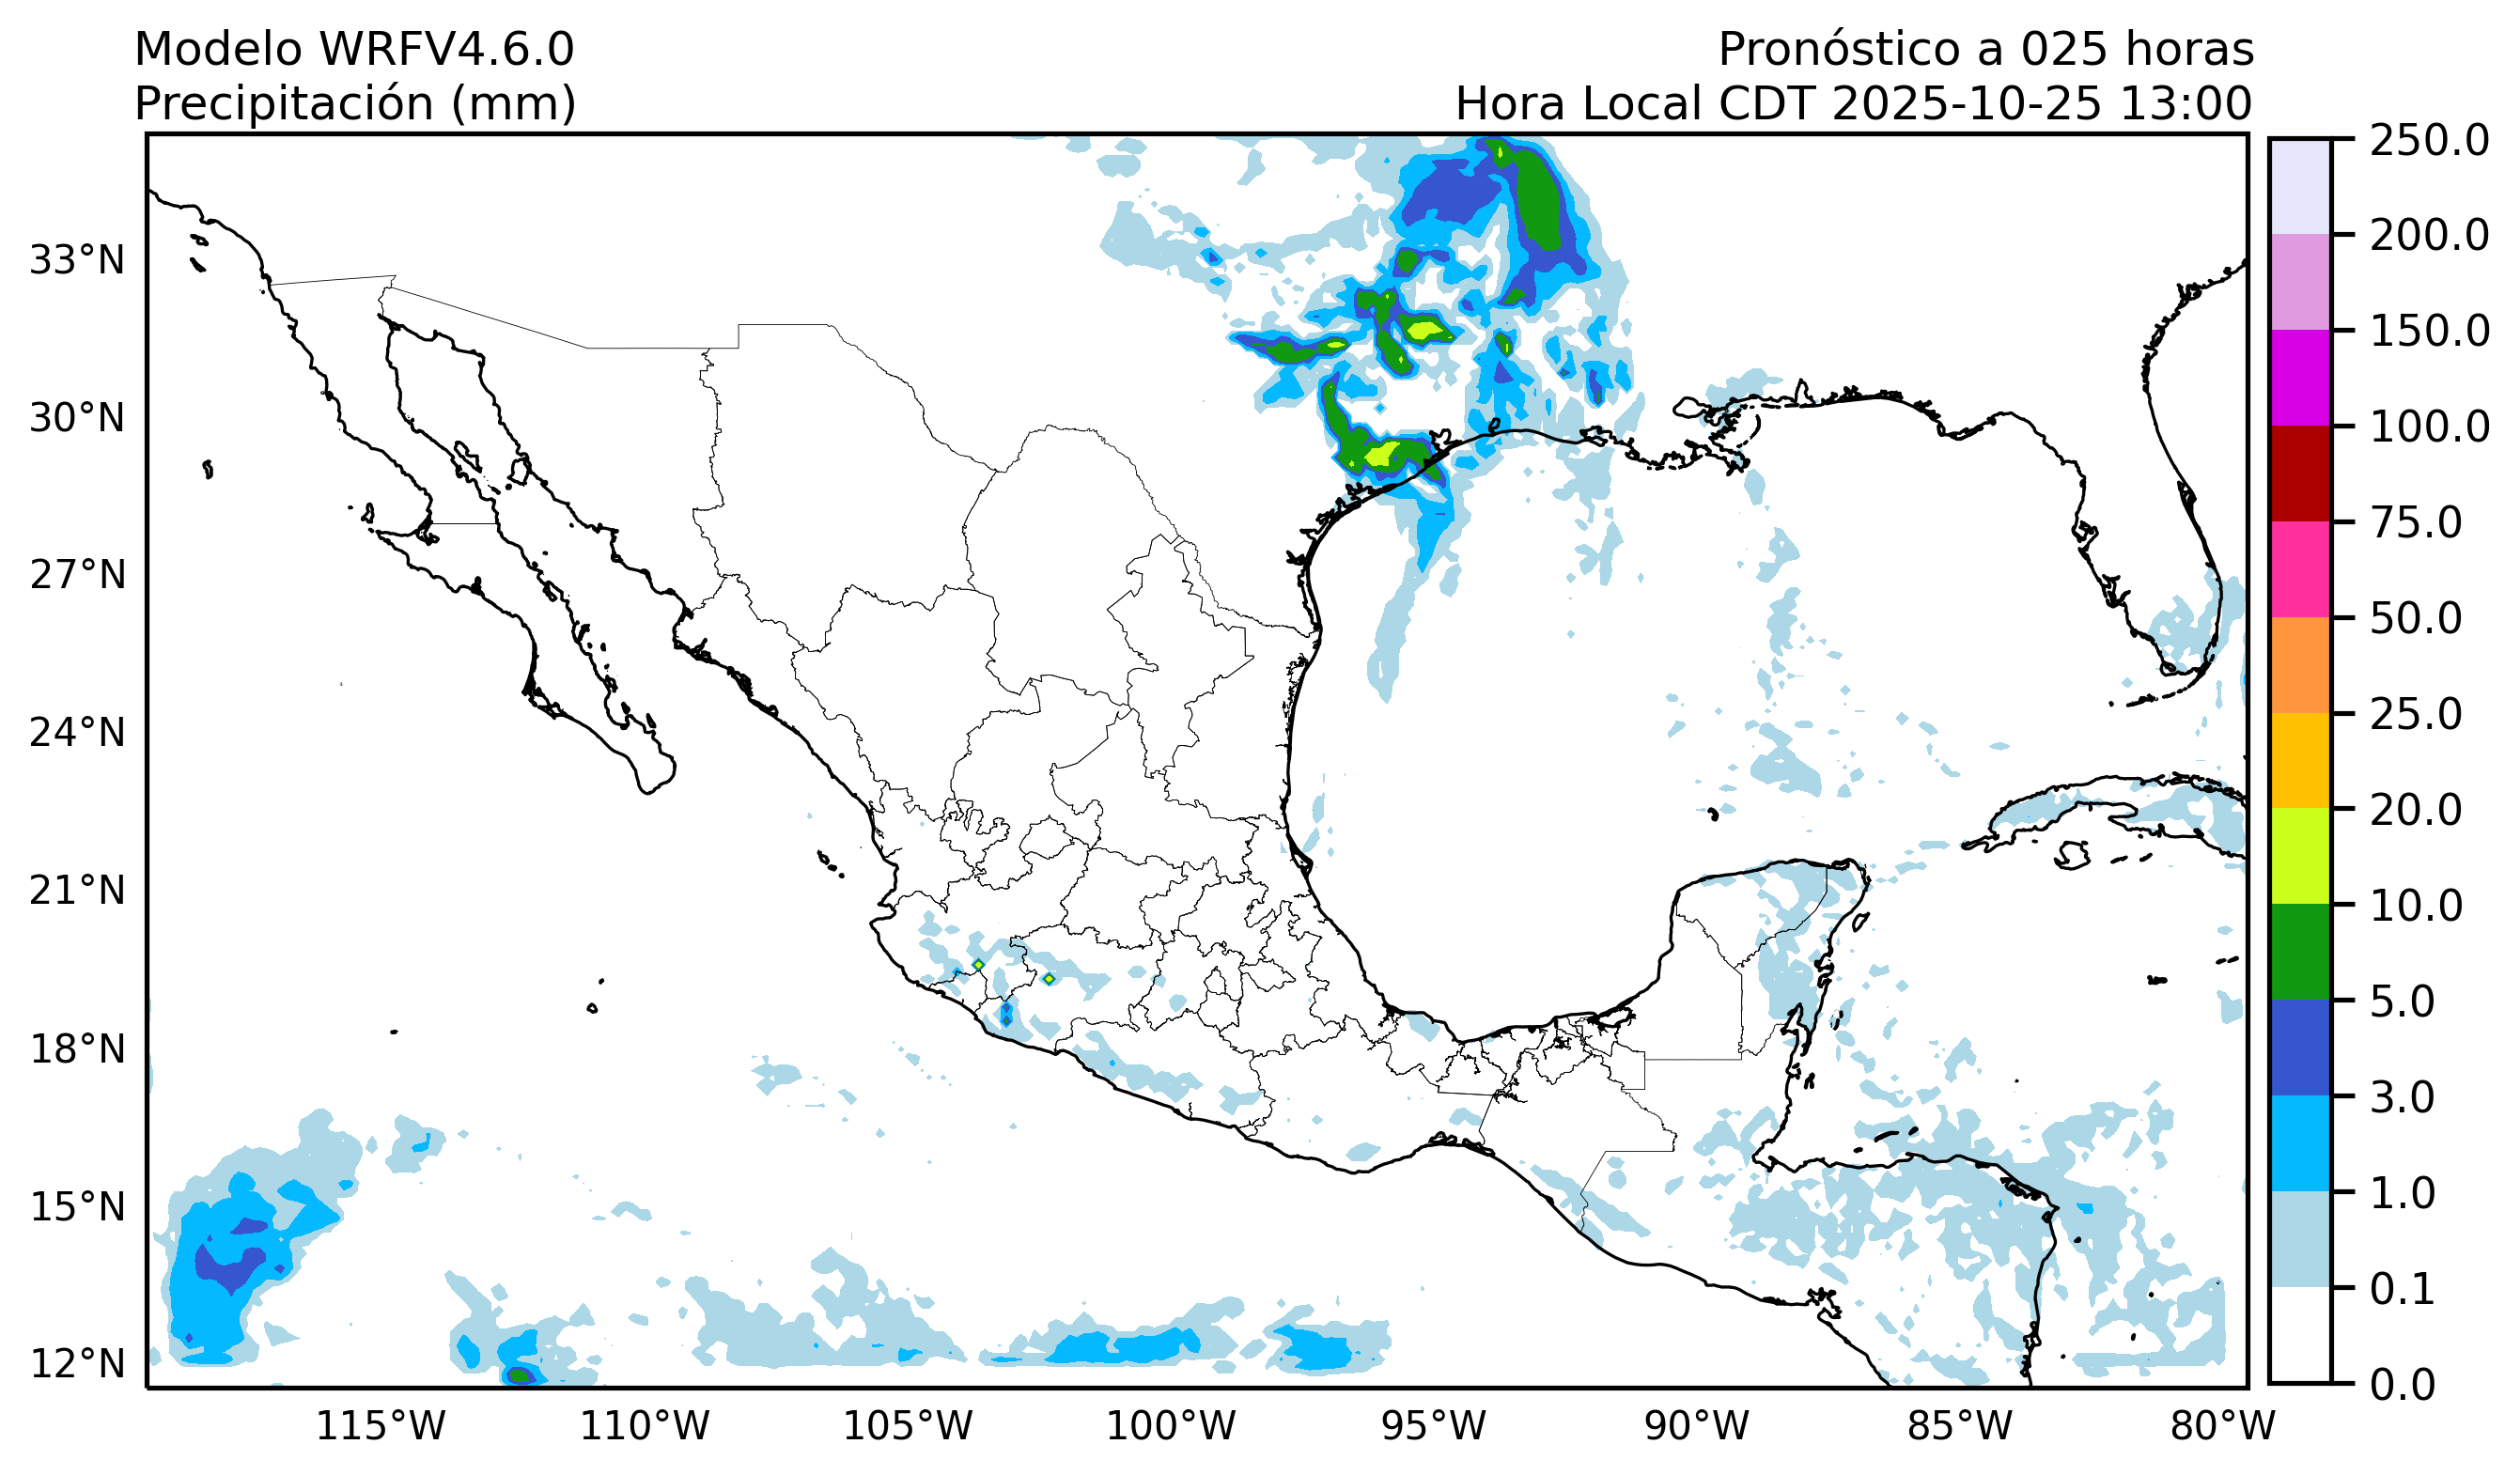 Modelo WRFV4.6.0
Precipitación (mm)
Pronóstico a 025 horas
Hora Local CDT 2025-10-25 13:00
33°N
30°N
27°N
24°N
21°N
18°N
15°N
12°N
115°W
110°W
105°W
100°W
95°W
90°W
85°W
80°W
250.0
200.0
150.0
100.0
75.0
50.0
25.0
20.0
10.0
5.0
3.0
1.0
0.1
0.0